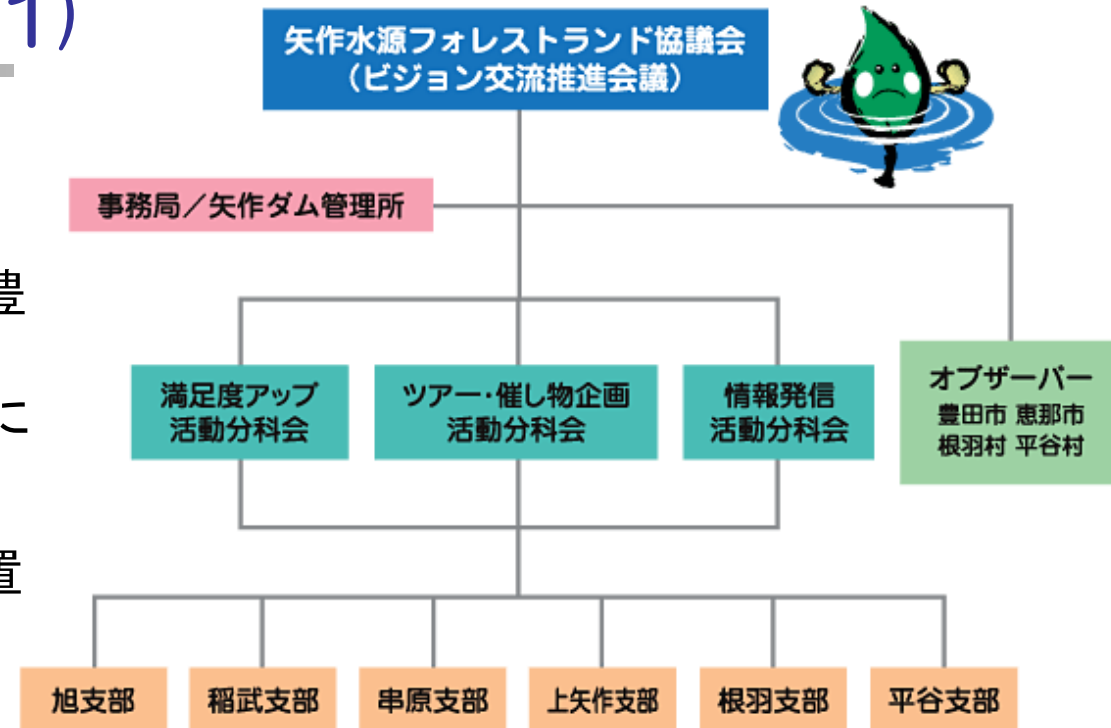 1)
矢作水源フォレストランド協議会
（ビジョン交流推進会議）
事務局／矢作ダム管理所
豊
に
置
満足度アップ
活動分科会
ツアー・催し物企画
活動分科会
情報発信
活動分科会
オブザーバー
豊田市 恵那市
根羽村 平谷村
旭支部
稲武支部
串原支部
上矢作支部
根羽支部
平谷支部